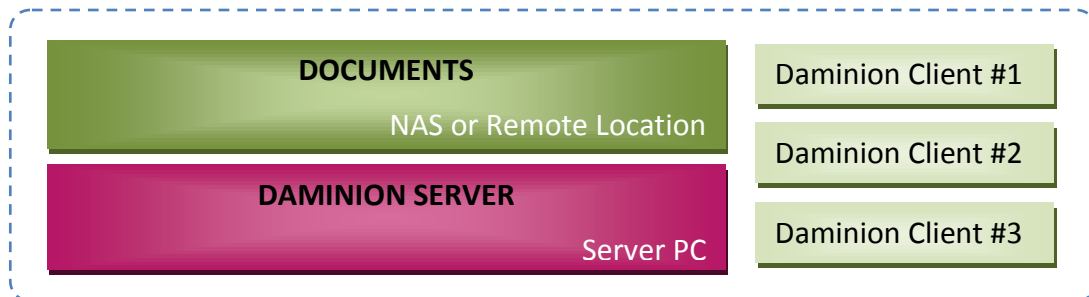 DOCUMENTS
NAS or Remote Location
DAMINION SERVER
Server PC
Daminion Client #1
Daminion Client #2
Daminion Client #3